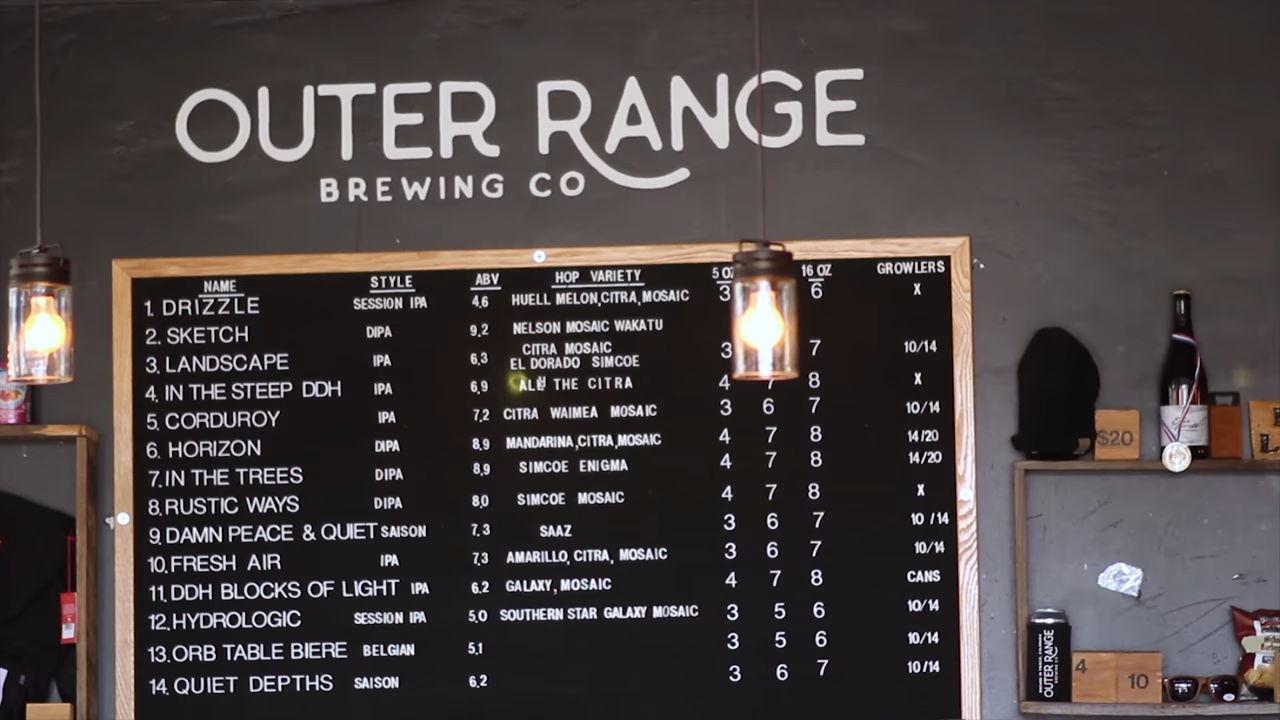 OUTER RANGE
BREWING CO
NAME STYLE ABV HOP VARIETY 5 OZ 16 OZ GROWLERS
1. DRIZZLE SESSION IPA 4.6 HUELL MELON, CITRA, MOSAIC 3 6 X
2. SKETCH DIPA 9.2 NELSON MOSAIC WAKATU
3. LANDSCAPE IPA 6.3 CITRA MOSAIC 3 7 10/14
EL DORADO SIMCOE
4. IN THE STEEP DDH IPA 6.9 THE CITRA 4 7 8 X
5. CORDUROY IPA 7.2 CITRA WAIMEA MOSAIC 3 6 7 10/14
6. HORIZON DIPA 8.9 MANDARINA, CITRA, MOSAIC 4 7 8 14/20
7. IN THE TREES DIPA 8.9 SIMCOE ENIGMA 4 7 8 14/20
8. RUSTIC WAYS DIPA 8.0 SIMCOE MOSAIC 4 7 8 X
9. DAMN PEACE & QUIET SAISON 7.3 SAAZ 3 6 7 10/14
10. FRESH AIR IPA 7.3 AMARILLO, CITRA, MOSAIC 3 6 7 10/14
11. DDH BLOCKS OF LIGHT IPA 6.2 GALAXY, MOSAIC 4 7 8 CANS
12. HYDROLOGIC SESSION IPA 5.0 SOUTHERN STAR GALAXY MOSAIC 3 5 6 10/14
13. ORB TABLE BIERE BELGIAN 5.1 3 5 6 10/14
14. QUIET DEPTHS SAISON 6.2 3 6 7 10/14
$20
OUTER RANGE
BREWING CO
4
10